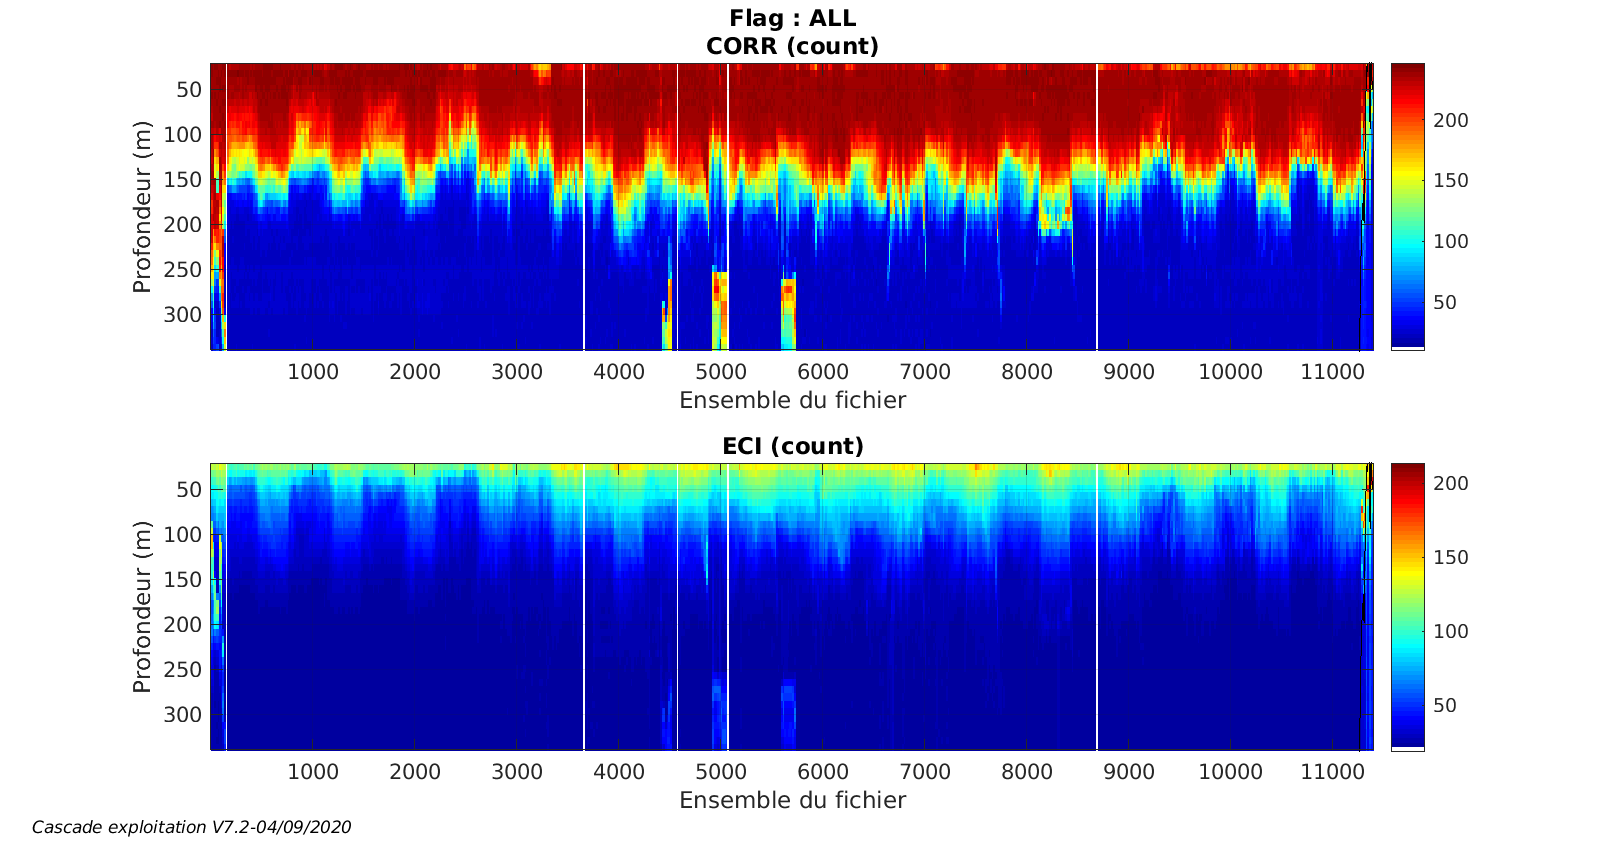 Flag : ALL
CORR (count)
50
100
150
200
250
300
Profondeur (m)
1000 2000 3000 4000 5000 6000 7000 8000 9000 10000 11000
Ensemble du fichier
200
150
100
50
ECI (count)
50
100
150
200
250
300
Profondeur (m)
1000 2000 3000 4000 5000 6000 7000 8000 9000 10000 11000
Ensemble du fichier
200
150
100
50
Cascade exploitation V7.2-04/09/2020